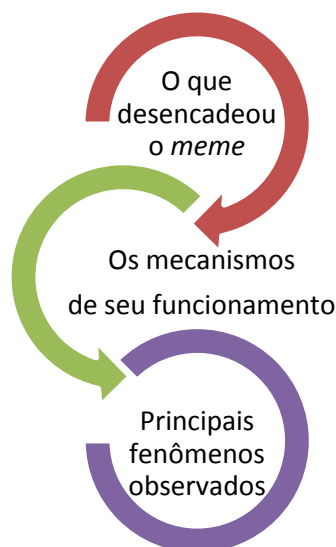 O que
desencadeou
o meme
Os mecanismos
de seu funcionamento
Principais
fenômenos
observados